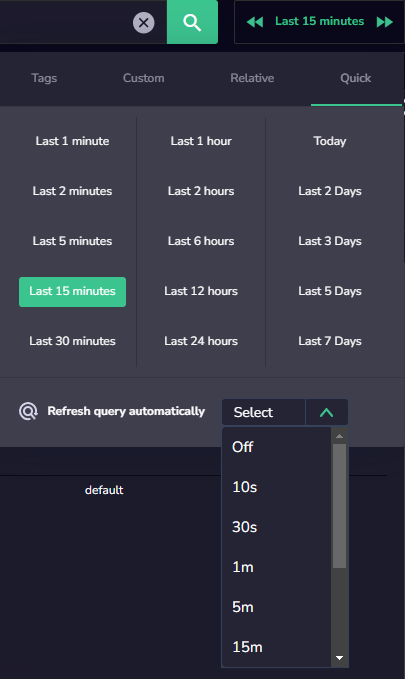 Last 15 minutes
Tags Custom Relative Quick
Last 1 minute Last 1 hour Today
Last 2 minutes Last 2 hours Last 2 Days
Last 5 minutes Last 6 hours Last 3 Days
Last 15 minutes Last 12 hours Last 5 Days
Last 30 minutes Last 24 hours Last 7 Days
Refresh query automatically Select
Off
10s
default
30s
1m
5m
15m